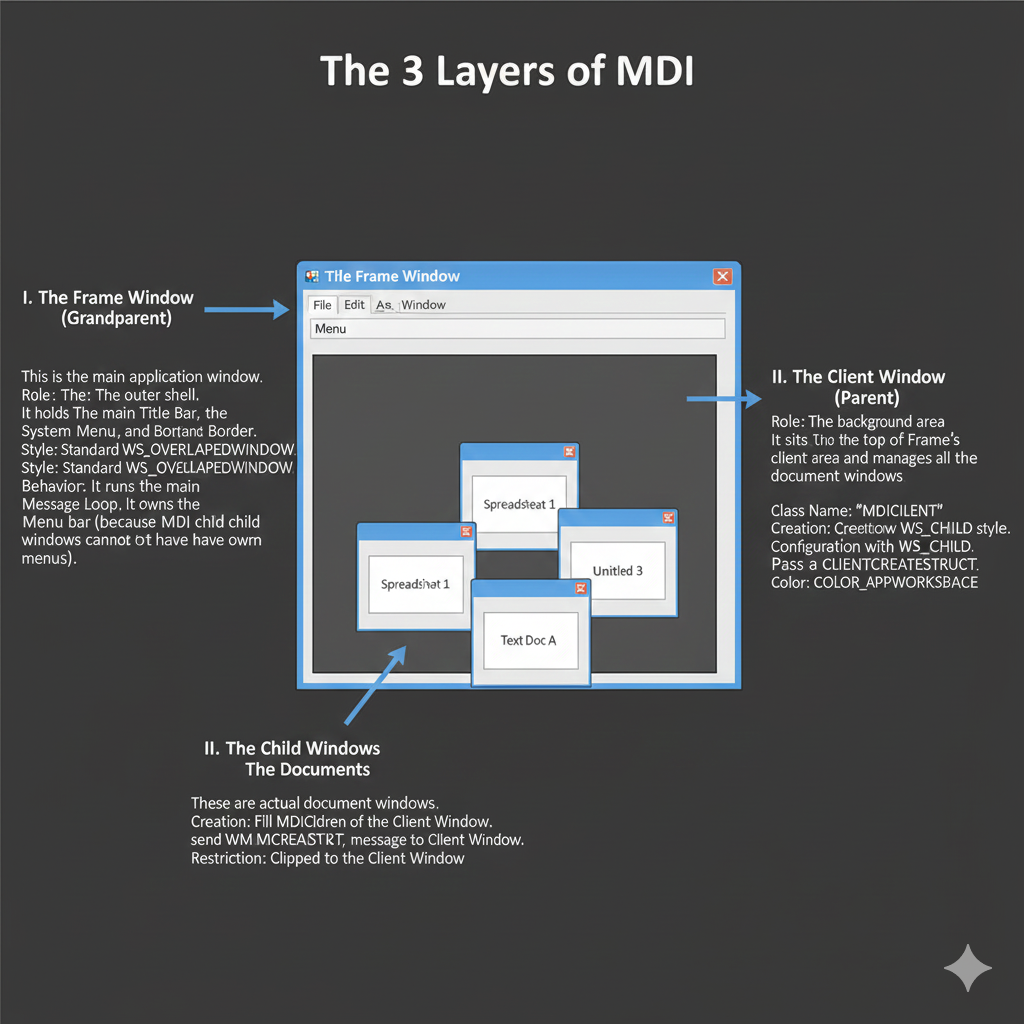 The 3 Layers of MDI
I. The Frame Window
(Grandparent)
This is the main application window.
Role: The: The outer shell.
It holds The main Title Bar, the
System Menu, and Bortand Border.
Style: Standard WS_OVERLAPEDWINDOW.
Style: Standard WS_OVELLAPEDWINDOW.
Behavior: It runs the main
Message Loop. It owns the
Menu bar (because MDI child child
windows cannot ot have have own
menus).
The Frame Window
File Edit As. Window
Menu
Spreadsheat 1
Spreadshat 1
Untitled 3
Text Doc A
II. The Client Window
(Parent)
Role: The background area
It sits Tho the top of Frame's
client area and manages all the
document windows
Class Name: "MDICILENT"
Creation: Creetiow WS_CHILD style.
Configuration with WS_CHILD.
Pass a CLIENTCREATESTRUCT.
Color: COLOR_APPWORKSBACE
II. The Child Windows
The Documents
These are actual document windows.
Creation: Fill MDICldren of the Client Window.
send WM message to Client Window.
Restriction: Clipped to the Client Window